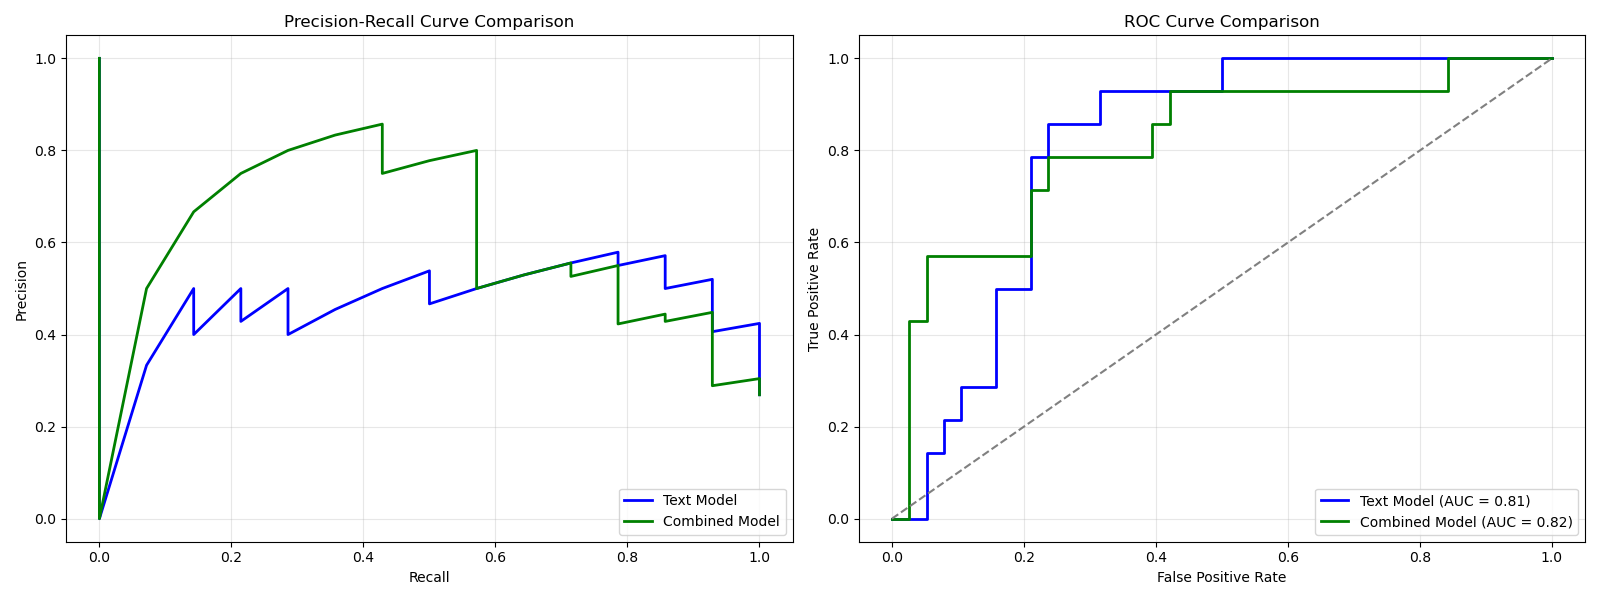 Precision-Recall Curve Comparison
Precision
1.0
0.8
0.6
0.4
0.2
0.0
0.0 0.2 0.4 0.6 0.8 1.0
Recall
Text Model
Combined Model
ROC Curve Comparison
True Positive Rate
1.0
0.8
0.6
0.4
0.2
0.0
0.0 0.2 0.4 0.6 0.8 1.0
False Positive Rate
Text Model (AUC = 0.81)
Combined Model (AUC = 0.82)